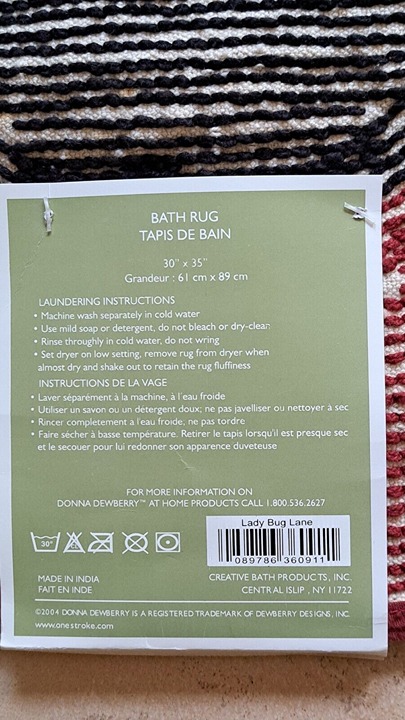 BATH RUG
TAPIS DE BAIN
30" x 35"
Grandeur : 61 cm x 89 cm
LAUNDERING INSTRUCTIONS
• Machine wash separately in cold water
• Use mild soap or detergent, do not bleach or dry-clean
• Rinse throughly in cold water, do not wring
• Set dryer on low setting, remove rug from dryer when
almost dry and shake out to retain the rug fluffiness
INSTRUCTIONS DE LA VAGE
• Laver séparément à la machine, à l'eau froide
• Utiliser un savon ou un détergent doux; ne pas javelliser ou nettoyer à sec
• Rincer completement a l'eau froide, ne pas tordre
• Faire sécher à basse température. Retirer le tapis lorsqu'il est presque sec
et le secouer pour lui redonner son apparence duveteuse
FOR MORE INFORMATION ON
DONNA DEWBERRY™ AT HOME PRODUCTS CALL 1.800.536.2627
Lady Bug Lane
30°
0 89786 36091 1
MADE IN INDIA
FAIT EN INDE
CREATIVE BATH PRODUCTS, INC.
CENTRAL ISLIP, NY 11722
©2004 DONNA DEWBERRY IS A REGISTERED TRADEMARK OF DEWBERRY DESIGNS, INC.
www.onestroke.com